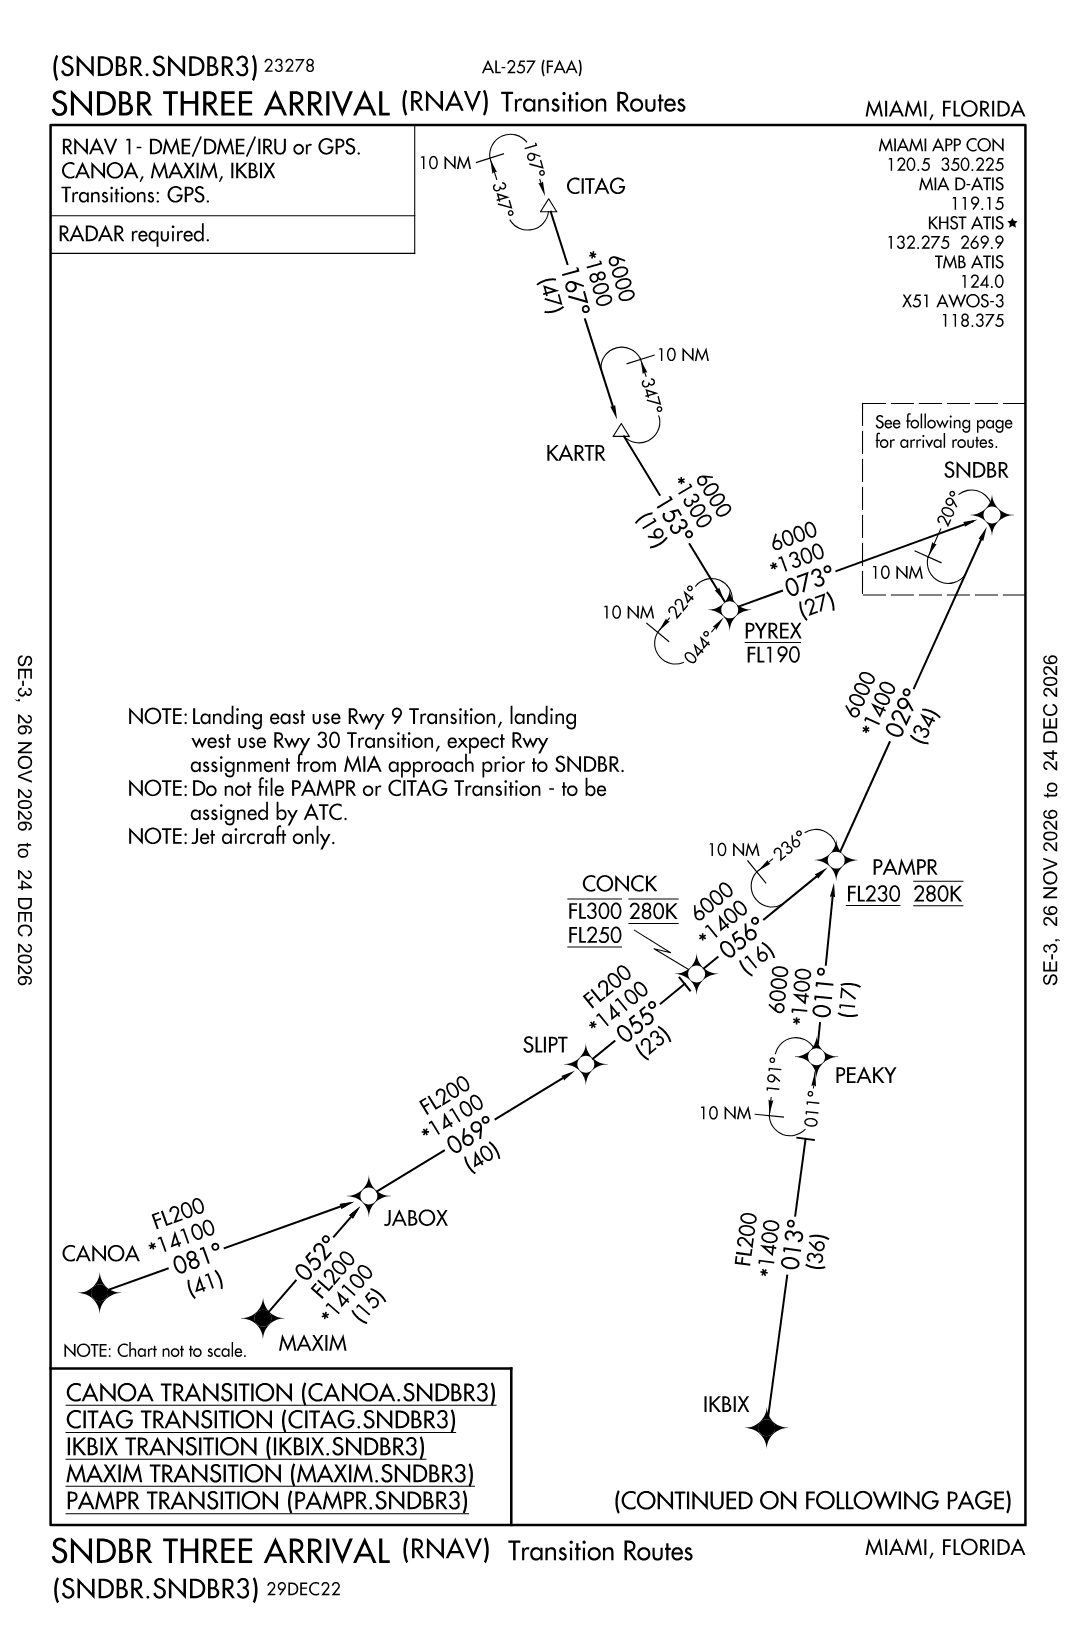 (SNDBR.SNDBR3) 23278
AL-257 (FAA)
SNDBR THREE ARRIVAL (RNAV) Transition Routes
MIAMI, FLORIDA
RNAV 1- DME/DME/IRU or GPS.
CANOA, MAXIM, IKBIX
Transitions: GPS.
RADAR required.
MIAMI APP CON
120.5 350.225
MIA D-ATIS
119.15
KHST ATIS★
132.275 269.9
TMB ATIS
124.0
X51 AWOS-3
118.375
10 NM
167°
347°
CITAG
6000
*1800
167°
(47)
10 NM
347°
KARTR
6000
*1300
153°
(19)
See following page
for arrival routes.
SNDBR
209°
10 NM
6000
*1300
073°
(27)
10 NM
224°
044°
PYREX
FL190
6000
*1400
029°
(34)
NOTE: Landing east use Rwy 9 Transition, landing
west use Rwy 30 Transition, expect Rwy
assignment from MIA approach prior to SNDBR.
NOTE: Do not file PAMPR or CITAG Transition - to be
assigned by ATC.
NOTE: Jet aircraft only.
10 NM
236°
PAMPR
FL230 280K
CONCK
FL300 280K
FL250
6000
*1400
056°
(16)
6000
*1400
011°
(17)
FL200
*14100
055°
(23)
SLIPT
PEAKY
191°
011°
10 NM
FL200
*14100
069°
(40)
JABOX
FL200
*14100
081°
(41)
CANOA
052°
FL200
*14100
(15)
MAXIM
FL200
*1400
013°
(36)
IKBIX
NOTE: Chart not to scale.
CANOA TRANSITION (CANOA.SNDBR3)
CITAG TRANSITION (CITAG.SNDBR3)
IKBIX TRANSITION (IKBIX.SNDBR3)
MAXIM TRANSITION (MAXIM.SNDBR3)
PAMPR TRANSITION (PAMPR.SNDBR3)
(CONTINUED ON FOLLOWING PAGE)
SNDBR THREE ARRIVAL (RNAV) Transition Routes
MIAMI, FLORIDA
(SNDBR.SNDBR3) 29DEC22
SE-3, 26 NOV 2026 to 24 DEC 2026
SE-3, 26 NOV 2026 to 24 DEC 2026